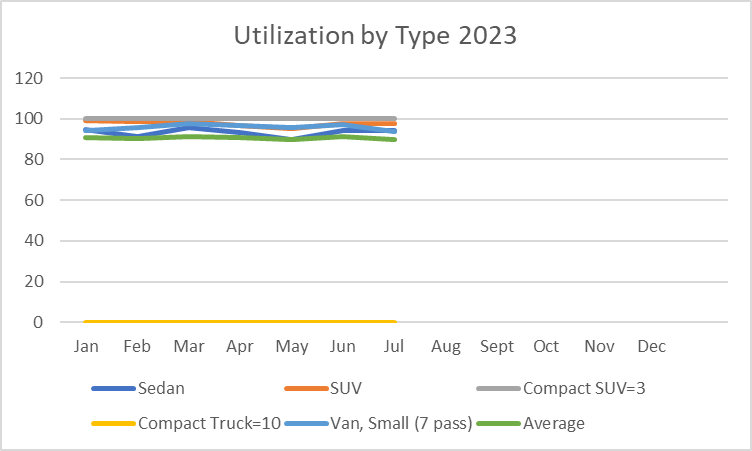 Utilization by Type 2023
120
100
80
60
40
20
0
Jan Feb Mar Apr May Jun Jul Aug Sept Oct Nov Dec
Sedan SUV Compact SUV=3
Compact Truck=10 Van, Small (7 pass) Average